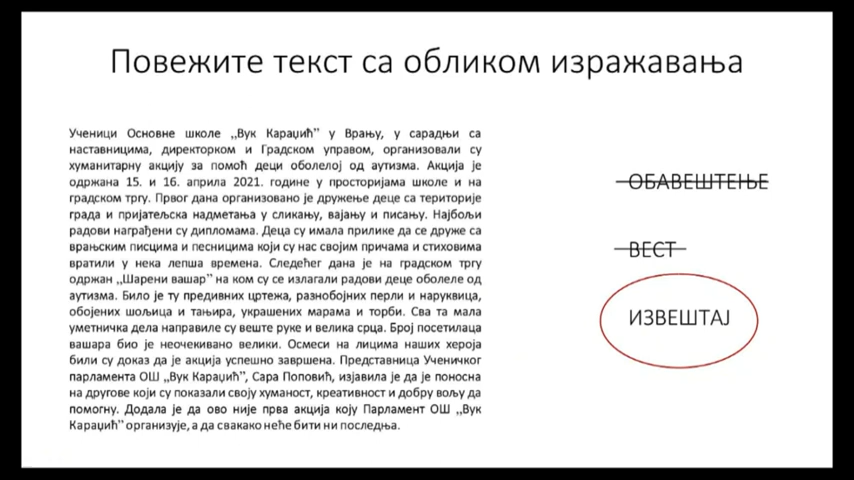 Повежите текст са обликом изражавања
Ученици Основне школе „Вук Караџић” у Врању, у сарадњи са
наставницима, директорком и Градском управом, организовали су
хуманитарну акцију за помоћ деци оболелој од аутизма. Акција је
одржана 15. и 16. априла 2021. године у просторијама школе и на
градском тргу. Првог дана организовано је дружење деце са територије
града и пријатељска надметања у сликању, вајању и писању. Најбољи
радови награђени су дипломама. Деца су имала прилике да се друже са
врањским писцима и песницима који су нас својим причама и стиховима
вратили у нека лепша времена. Следећег дана је на градском тргу
одржан „Шарени вашар” на ком су се излагали радови деце оболеле од
аутизма. Било је ту предивних цртежа, разнобојних перли и наруквица,
обојених шољица и тањира, украшених марама и торби. Сва та мала
уметничка дела направиле су веште руке и велика срца. Број посетилаца
вашара био је неочекивано велики. Осмеси на лицима наших хероја
били су доказ да је акција успешно завршена. Представница Ученичког
парламента ОШ „Вук Караџић”, Сара Поповић, изјавила је да је поносна
на другове који су показали своју хуманост, креативност и добру вољу да
помогну. Додала је да ово није прва акција коју Парламент ОШ „Вук
Караџић” организује, а да свакако неће бити ни последња.
ОБАВЕШТЕЊЕ
ВЕСТ
ИЗВЕШТАЈ